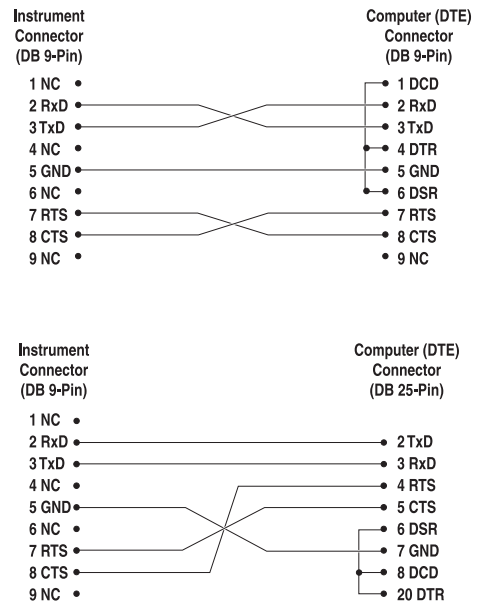 Instrument
Connector
(DB 9-Pin)
Computer (DTE)
Connector
(DB 9-Pin)
1 NC
2 RxD
3 TxD
4 NC
5 GND
6 NC
7 RTS
8 CTS
9 NC
1 DCD
2 RxD
3 TxD
4 DTR
5 GND
6 DSR
7 RTS
8 CTS
9 NC
Instrument
Connector
(DB 9-Pin)
Computer (DTE)
Connector
(DB 25-Pin)
1 NC
2 RxD
3 TxD
4 NC
5 GND
6 NC
7 RTS
8 CTS
9 NC
2 TxD
3 RxD
4 RTS
5 CTS
6 DSR
7 GND
8 DCD
20 DTR